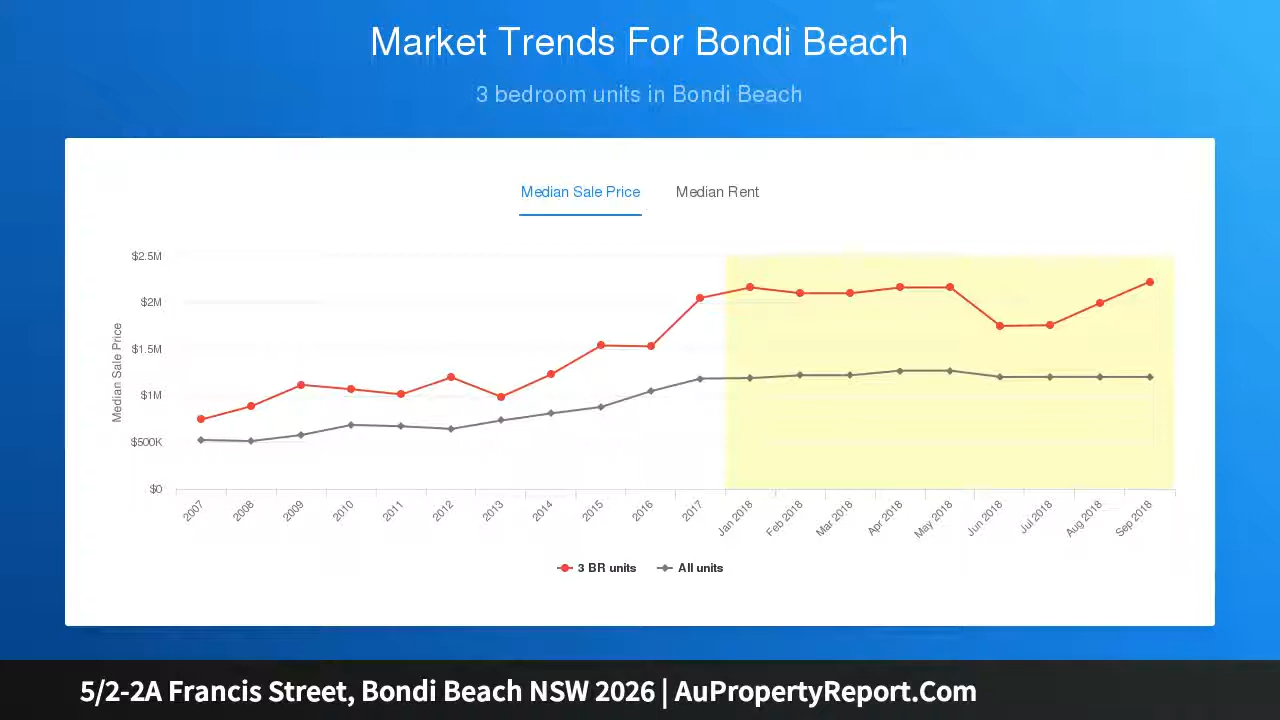 Market Trends For Bondi Beach
3 bedroom units in Bondi Beach
Median Sale Price Median Rent
Median Sale Price
$2.5M
$2M
$1.5M
$1M
$500K
$0
2007 2008 2009 2010 2011 2012 2013 2014 2015 2016 2017 Jan 2018 Feb 2018 Mar 2018 Apr 2018 May 2018 Jun 2018 Jul 2018 Aug 2018 Sep 2018
3 BR units All units
5/2-2A Francis Street, Bondi Beach NSW 2026 | AuPropertyReport.Com